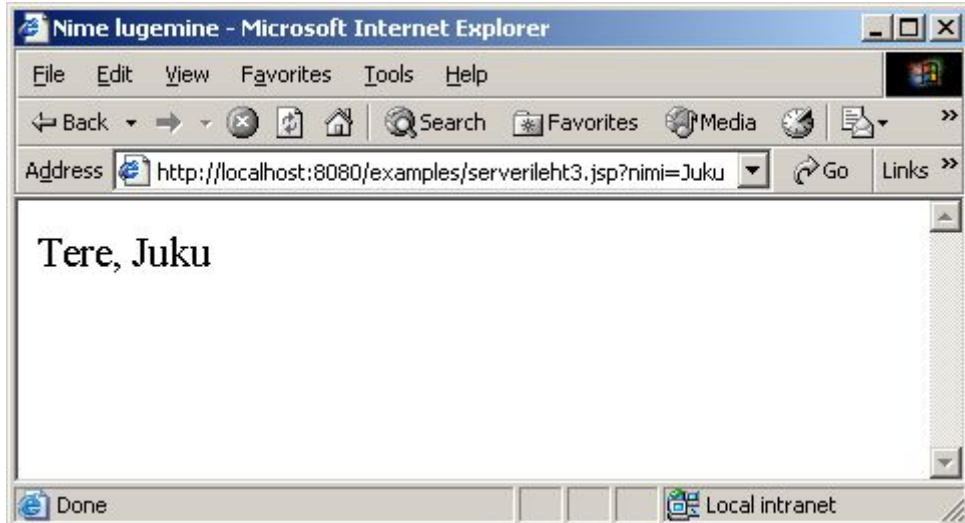 Nime lugemine - Microsoft Internet Explorer
File Edit View Favorites Tools Help
Back Search Favorites Media »
Address http://localhost:8080/examples/serverileht3.jsp?nimi=Juku Go Links »
Tere, Juku
Done Local intranet